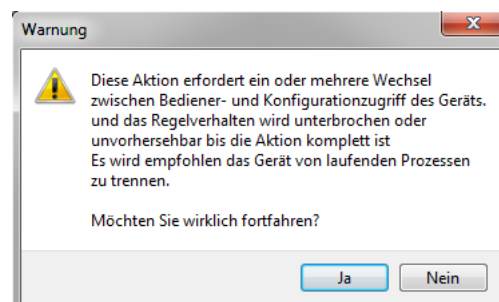 Warnung
Diese Aktion erfordert ein oder mehrere Wechsel
zwischen Bediener- und Konfigurationzugriff des Geräts.
und das Regelverhalten wird unterbrochen oder
unvorhersehbar bis die Aktion komplett ist
Es wird empfohlen das Gerät von laufenden Prozessen
zu trennen.
Möchten Sie wirklich fortfahren?
Ja
Nein